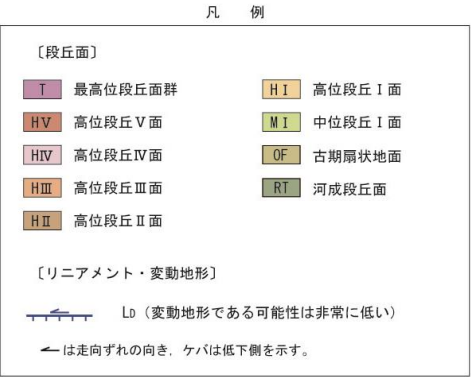 凡 例
〔段丘面〕
T 最高位段丘面群
HⅤ 高位段丘Ⅴ面
HⅣ 高位段丘Ⅳ面
HⅢ 高位段丘Ⅲ面
HⅡ 高位段丘Ⅱ面
HⅠ 高位段丘Ⅰ面
MⅠ 中位段丘Ⅰ面
OF 古期扇状地面
RT 河成段丘面
〔リニアメント・変動地形〕
LD（変動地形である可能性は非常に低い）
は走向ずれの向き，ケバは低下側を示す。